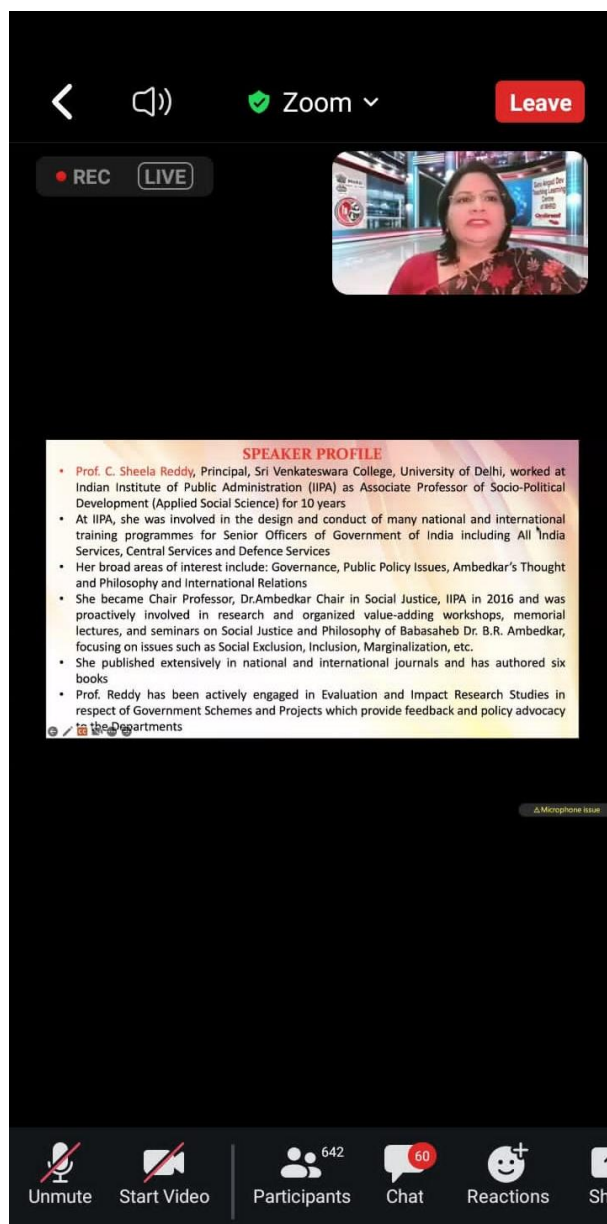 Zoom
Leave
REC LIVE
Guru Angad Dev
Teaching Learning
Centre
of MHRD
SPEAKER PROFILE
• Prof. C. Sheela Reddy, Principal, Sri Venkateswara College, University of Delhi, worked at
Indian Institute of Public Administration (IIPA) as Associate Professor of Socio-Political
Development (Applied Social Science) for 10 years
• At IIPA, she was involved in the design and conduct of many national and international
training programmes for Senior Officers of Government of India including All India
Services, Central Services and Defence Services
• Her broad areas of interest include: Governance, Public Policy Issues, Ambedkar's Thought
and Philosophy and International Relations
• She became Chair Professor, Dr.Ambedkar Chair in Social Justice, IIPA in 2016 and was
proactively involved in research and organized value-adding workshops, memorial
lectures, and seminars on Social Justice and Philosophy of Babasaheb Dr. B.R. Ambedkar,
focusing on issues such as Social Exclusion, Inclusion, Marginalization, etc.
• She published extensively in national and international journals and has authored six
books
• Prof. Reddy has been actively engaged in Evaluation and Impact Research Studies in
respect of Government Schemes and Projects which provide feedback and policy advocacy
to the Departments
Microphone issue
642 60
Unmute Start Video Participants Chat Reactions Sh